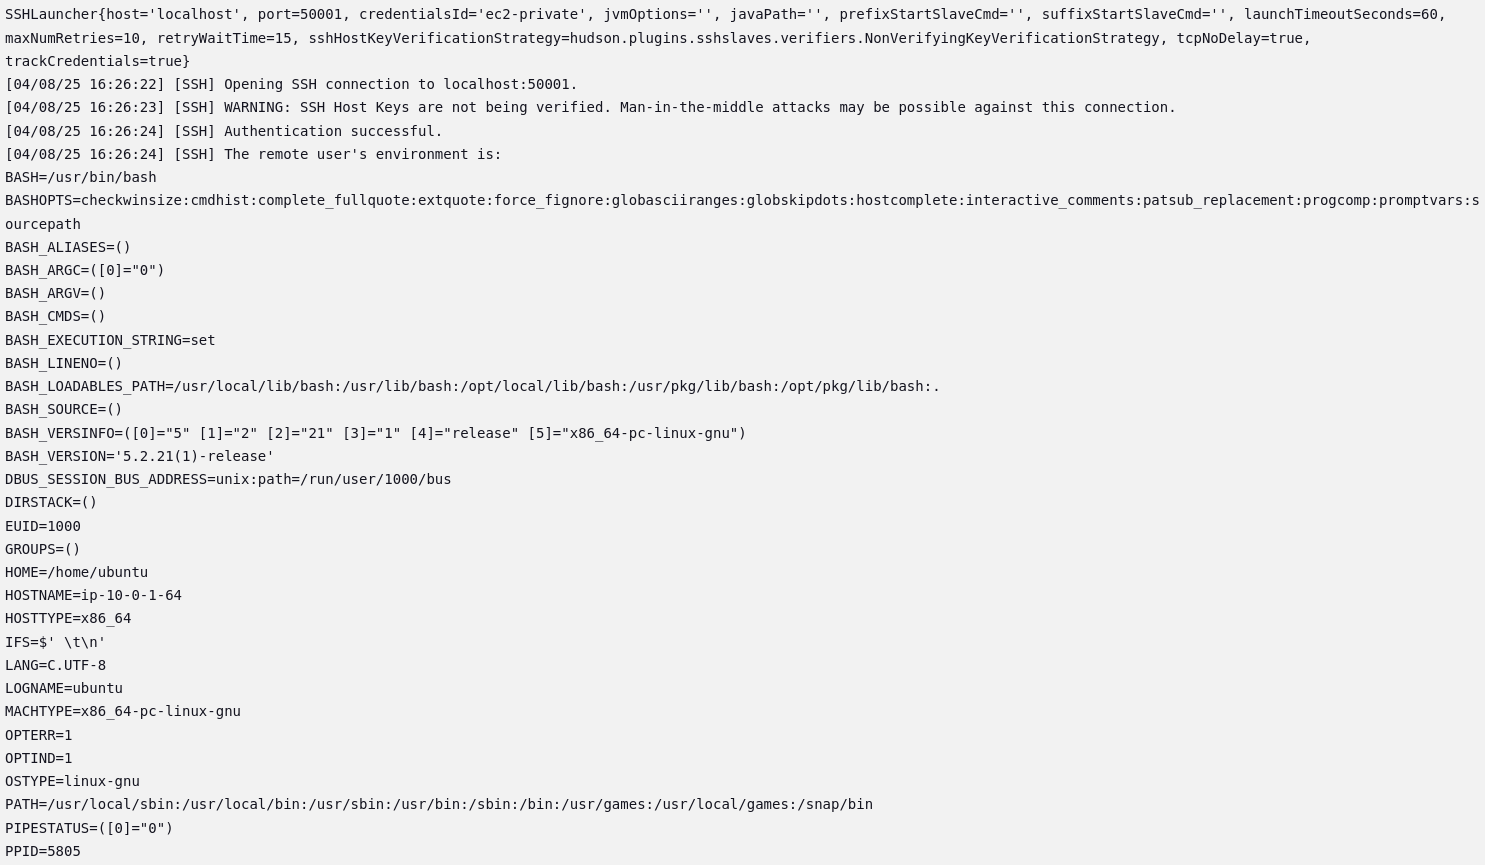 SSHLauncher{host='localhost', port=50001, credentialsId='ec2-private', jvmOptions='', javaPath='', prefixStartSlaveCmd='', suffixStartSlaveCmd='', launchTimeoutSeconds=60,
maxNumRetries=10, retryWaitTime=15, sshHostKeyVerificationStrategy=hudson.plugins.sshslaves.verifiers.NonVerifyingKeyVerificationStrategy, tcpNoDelay=true,
trackCredentials=true}
[04/08/25 16:26:22] [SSH] Opening SSH connection to localhost:50001.
[04/08/25 16:26:23] [SSH] WARNING: SSH Host Keys are not being verified. Man-in-the-middle attacks may be possible against this connection.
[04/08/25 16:26:24] [SSH] Authentication successful.
[04/08/25 16:26:24] [SSH] The remote user's environment is:
BASH=/usr/bin/bash
BASHOPTS=checkwinsize:cmdhist:complete_fullquote:extquote:force_fignore:globasciiranges:globskipdots:hostcomplete:interactive_comments:patsub_replacement:progcomp:promptvars:s
ourcepath
BASH_ALIASES=()
BASH_ARGC=([0]="0")
BASH_ARGV=()
BASH_CMDS=()
BASH_EXECUTION_STRING=set
BASH_LINENO=()
BASH_LOADABLES_PATH=/usr/local/lib/bash:/usr/lib/bash:/opt/local/lib/bash:/usr/pkg/lib/bash:/opt/pkg/lib/bash:.
BASH_SOURCE=()
BASH_VERSINFO=([0]="5" [1]="2" [2]="21" [3]="1" [4]="release" [5]="x86_64-pc-linux-gnu")
BASH_VERSION='5.2.21(1)-release'
DBUS_SESSION_BUS_ADDRESS=unix:path=/run/user/1000/bus
DIRSTACK=()
EUID=1000
GROUPS=()
HOME=/home/ubuntu
HOSTNAME=ip-10-0-1-64
HOSTTYPE=x86_64
IFS=$' \t\n'
LANG=C.UTF-8
LOGNAME=ubuntu
MACHTYPE=x86_64-pc-linux-gnu
OPTERR=1
OPTIND=1
OSTYPE=linux-gnu
PATH=/usr/local/sbin:/usr/local/bin:/usr/sbin:/usr/bin:/sbin:/bin:/usr/games:/usr/local/games:/snap/bin
PIPESTATUS=([0]="0")
PPID=5805